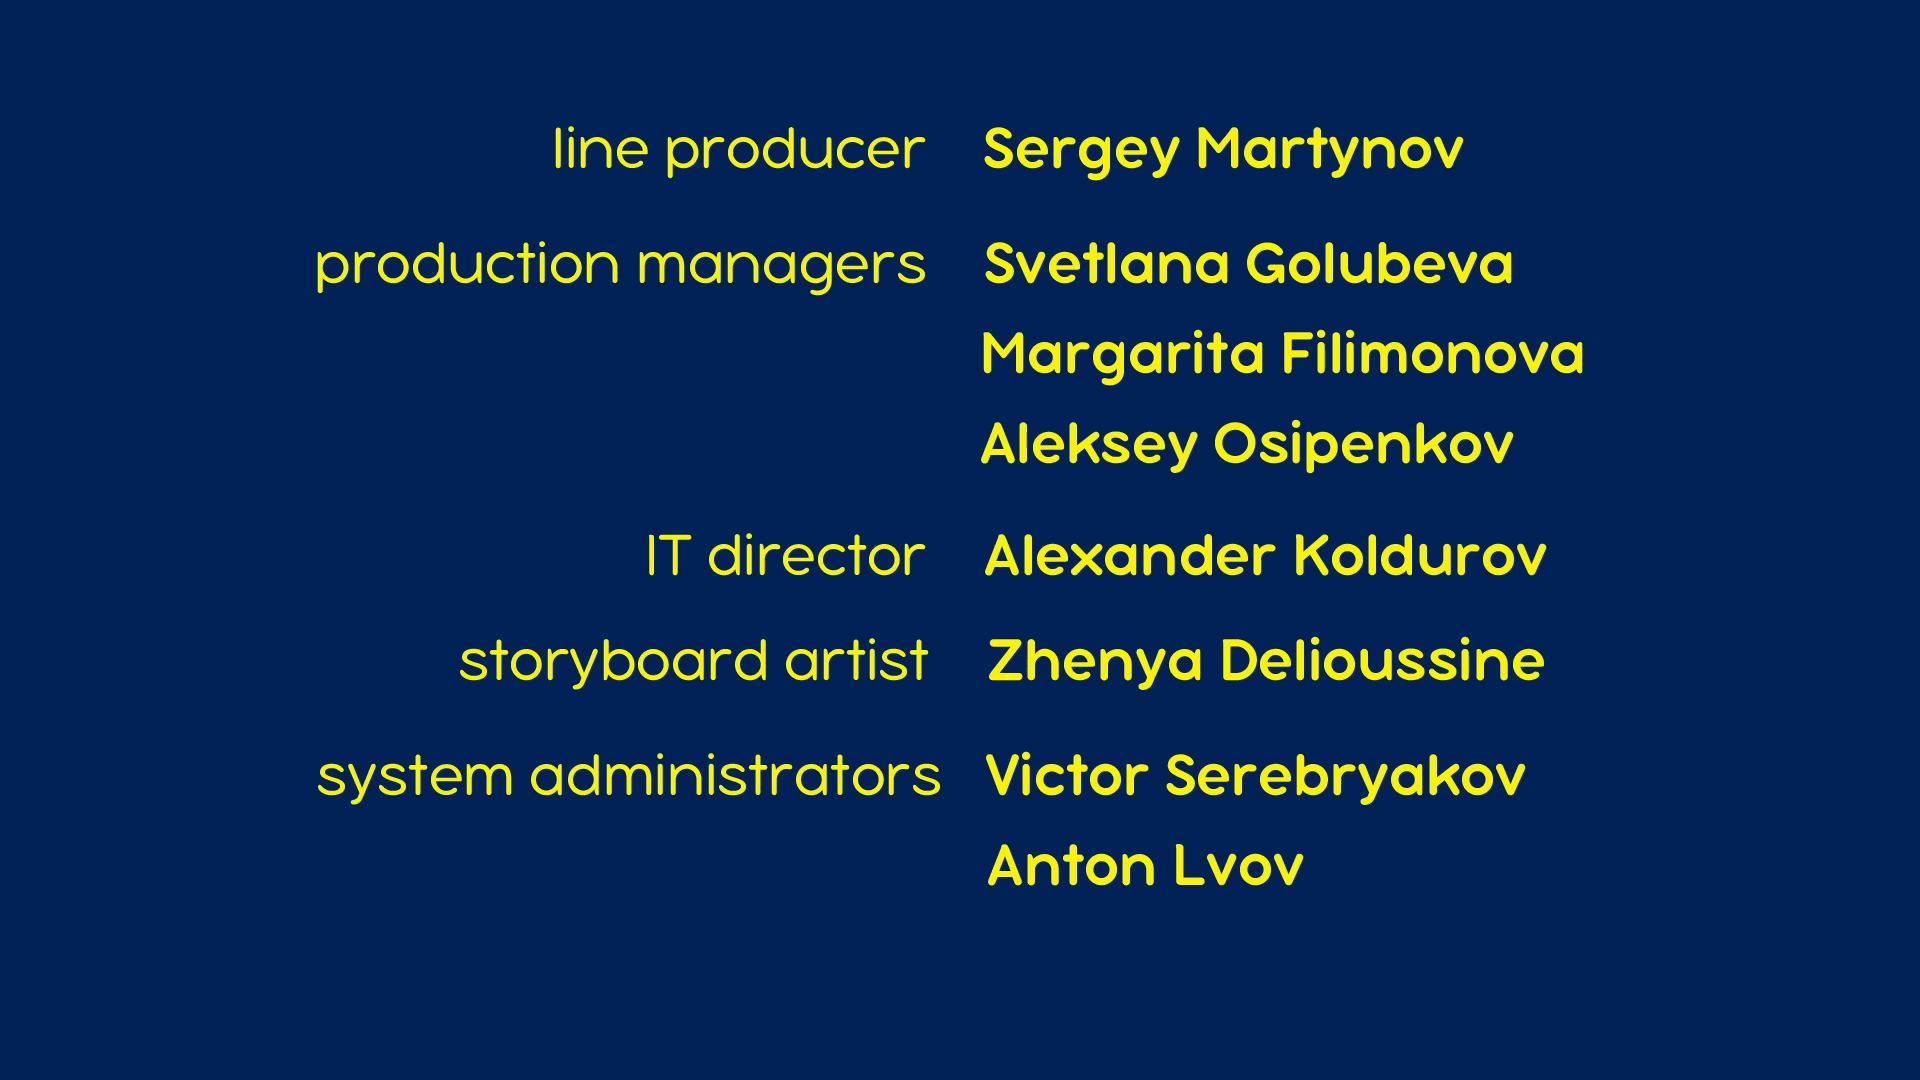 line producer Sergey Martynov
production managers Svetlana Golubeva
Margarita Filimonova
Aleksey Osipenkov
IT director Alexander Koldurov
storyboard artist Zhenya Delioussine
system administrators Victor Serebryakov
Anton Lvov